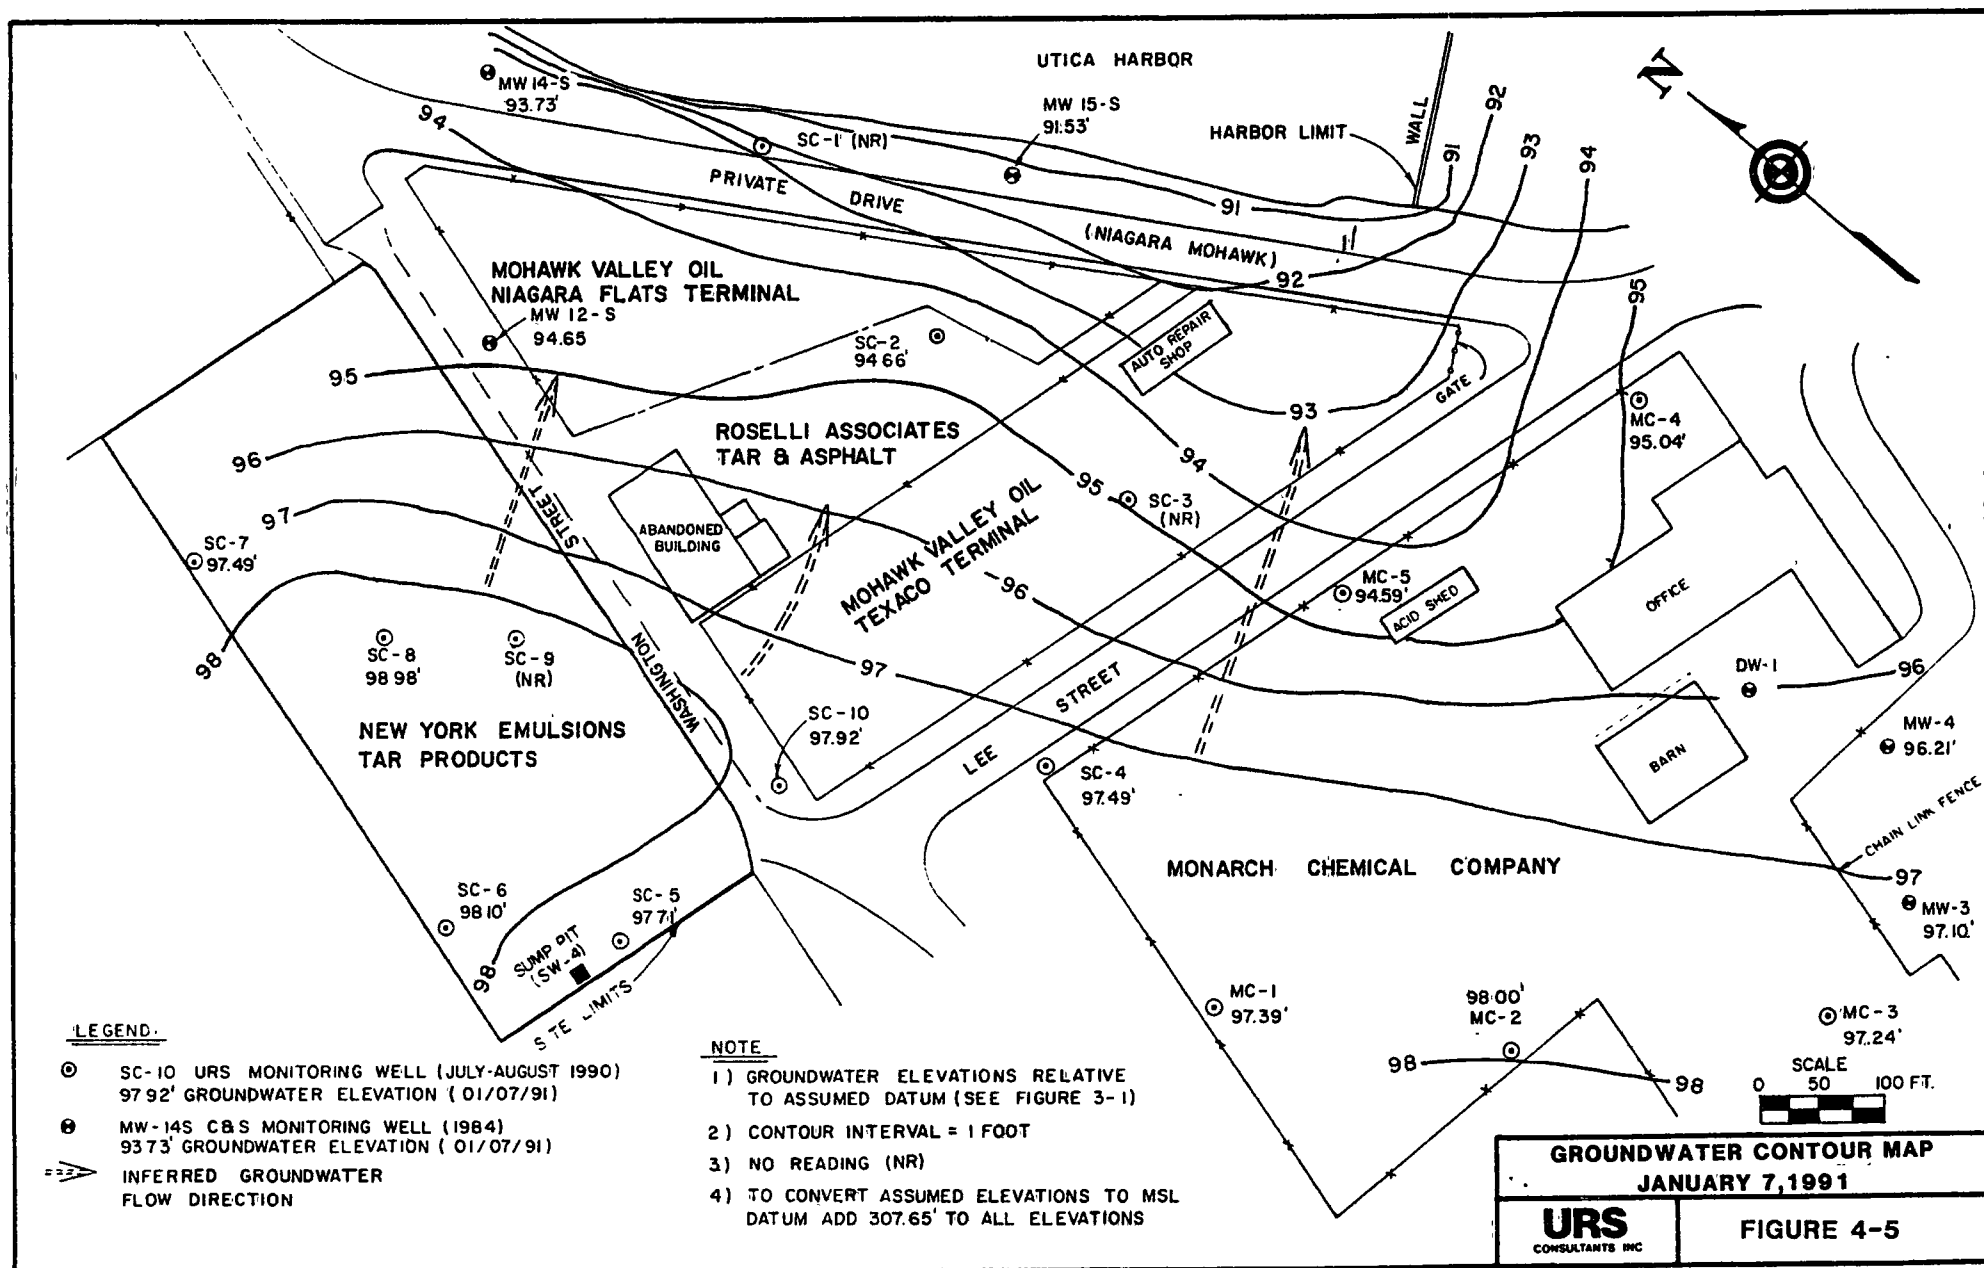 UTICA HARBOR
N
MW 14-S
93.73'
MW 15-S
91.53'
HARBOR LIMIT
WALL
92
93
94
91
94
SC-1 (NR)
PRIVATE DRIVE
(NIAGARA MOHAWK)
91
92
95
MOHAWK VALLEY OIL
NIAGARA FLATS TERMINAL
MW 12-S
94.65
SC-2
94 66'
AUTO REPAIR
SHOP
GATE
MC-4
95.04'
95
93
ROSELLI ASSOCIATES
TAR & ASPHALT
96
94
95
SC-3
(NR)
97
STREET
ABANDONED
BUILDING
MOHAWK VALLEY OIL
TEXACO TERMINAL
SC-7
97.49'
96
MC-5
94.59'
ACID SHED
OFFICE
98
SC-8
98 98'
SC-9
(NR)
WASHINGTON
97
LEE STREET
DW-1
96
SC-10
97.92'
NEW YORK EMULSIONS
TAR PRODUCTS
MW-4
96.21'
BARN
SC-4
97.49'
CHAIN LINK FENCE
MONARCH CHEMICAL COMPANY
97
MW-3
97.10'
SC-6
98 10'
SC-5
97 71'
SUMP PIT
(SW-4)
98
MC-1
97.39'
98 00'
MC-2
MC-3
97.24'
98
98
LEGEND
SC-10 URS MONITORING WELL (JULY-AUGUST 1990)
97 92' GROUNDWATER ELEVATION (01/07/91)
MW-14S C&S MONITORING WELL (1984)
93 73' GROUNDWATER ELEVATION (01/07/91)
INFERRED GROUNDWATER
FLOW DIRECTION
S TE LIMITS
NOTE
1) GROUNDWATER ELEVATIONS RELATIVE
TO ASSUMED DATUM (SEE FIGURE 3-1)
2) CONTOUR INTERVAL = 1 FOOT
3) NO READING (NR)
4) TO CONVERT ASSUMED ELEVATIONS TO MSL
DATUM ADD 307.65' TO ALL ELEVATIONS
SCALE
0 50 100 FT.
GROUNDWATER CONTOUR MAP
JANUARY 7, 1991
URS
CONSULTANTS INC
FIGURE 4-5